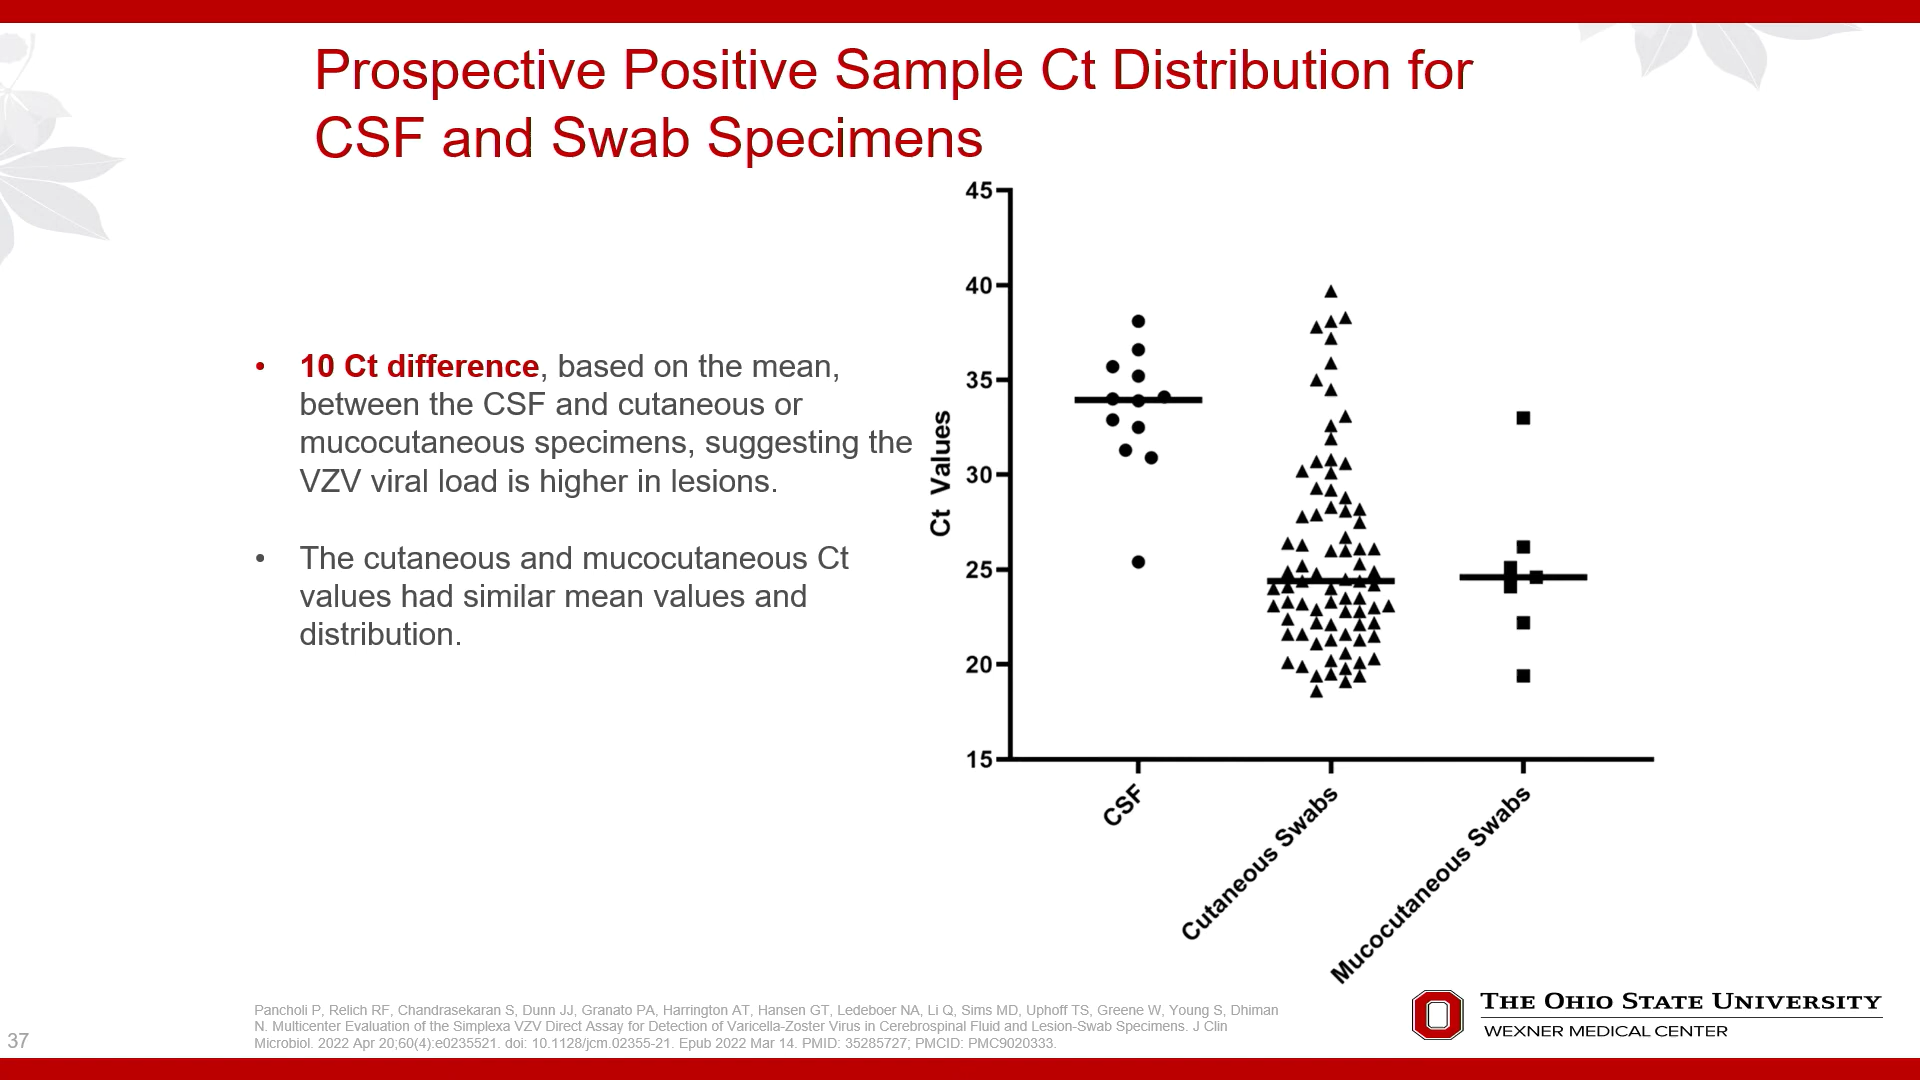 Prospective Positive Sample Ct Distribution for
CSF and Swab Specimens
• 10 Ct difference, based on the mean,
between the CSF and cutaneous or
mucocutaneous specimens, suggesting the
VZV viral load is higher in lesions.
• The cutaneous and mucocutaneous Ct
values had similar mean values and
distribution.
45
40
35
30
25
20
15
Ct Values
CSF
Cutaneous Swabs
Mucocutaneous Swabs
Pancholi P, Relich RF, Chandrasekaran S, Dunn JJ, Granato PA, Harrington AT, Hansen GT, Ledeboer NA, Li Q, Sims MD, Uphoff TS, Greene W, Young S, Dhiman
N. Multicenter Evaluation of the Simplexa VZV Direct Assay for Detection of Varicella-Zoster Virus in Cerebrospinal Fluid and Lesion-Swab Specimens. J Clin
Microbiol. 2022 Apr 20;60(4):e0235521. doi: 10.1128/jcm.02355-21. Epub 2022 Mar 14. PMID: 35285727; PMCID: PMC9020333.
37
THE OHIO STATE UNIVERSITY
WEXNER MEDICAL CENTER